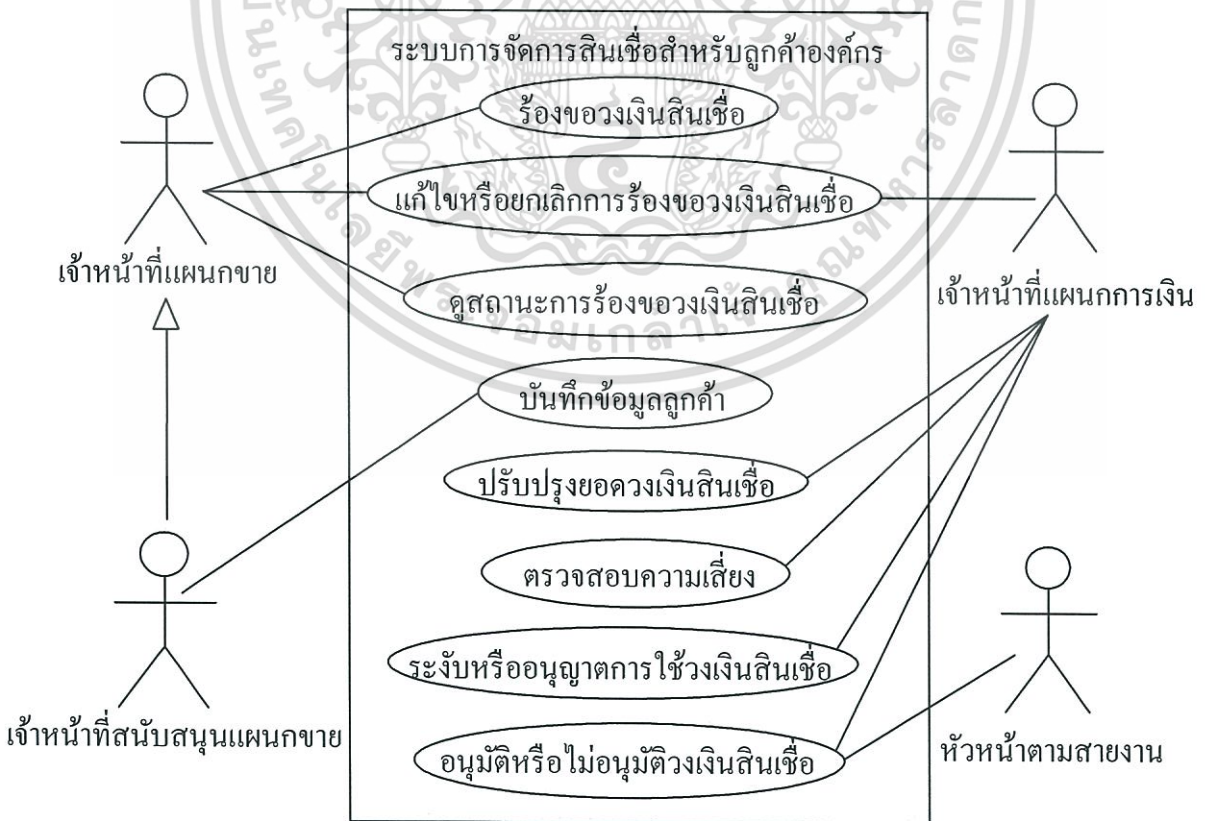 ระบบการจัดการสินเชื่อสำหรับลูกค้าองค์กร
ร้องขอวงเงินสินเชื่อ
แก้ไขหรือยกเลิกการร้องขอวงเงินสินเชื่อ
เจ้าหน้าที่แผนกขาย
ดูสถานะการร้องขอวงเงินสินเชื่อ
เจ้าหน้าที่แผนกการเงิน
บันทึกข้อมูลลูกค้า
ปรับปรุงยอดวงเงินสินเชื่อ
ตรวจสอบความเสี่ยง
ระงับหรืออนุญาตการใช้วงเงินสินเชื่อ
เจ้าหน้าที่สนับสนุนแผนกขาย
อนุมัติหรือไม่อนุมัติวงเงินสินเชื่อ
หัวหน้าตามสายงาน